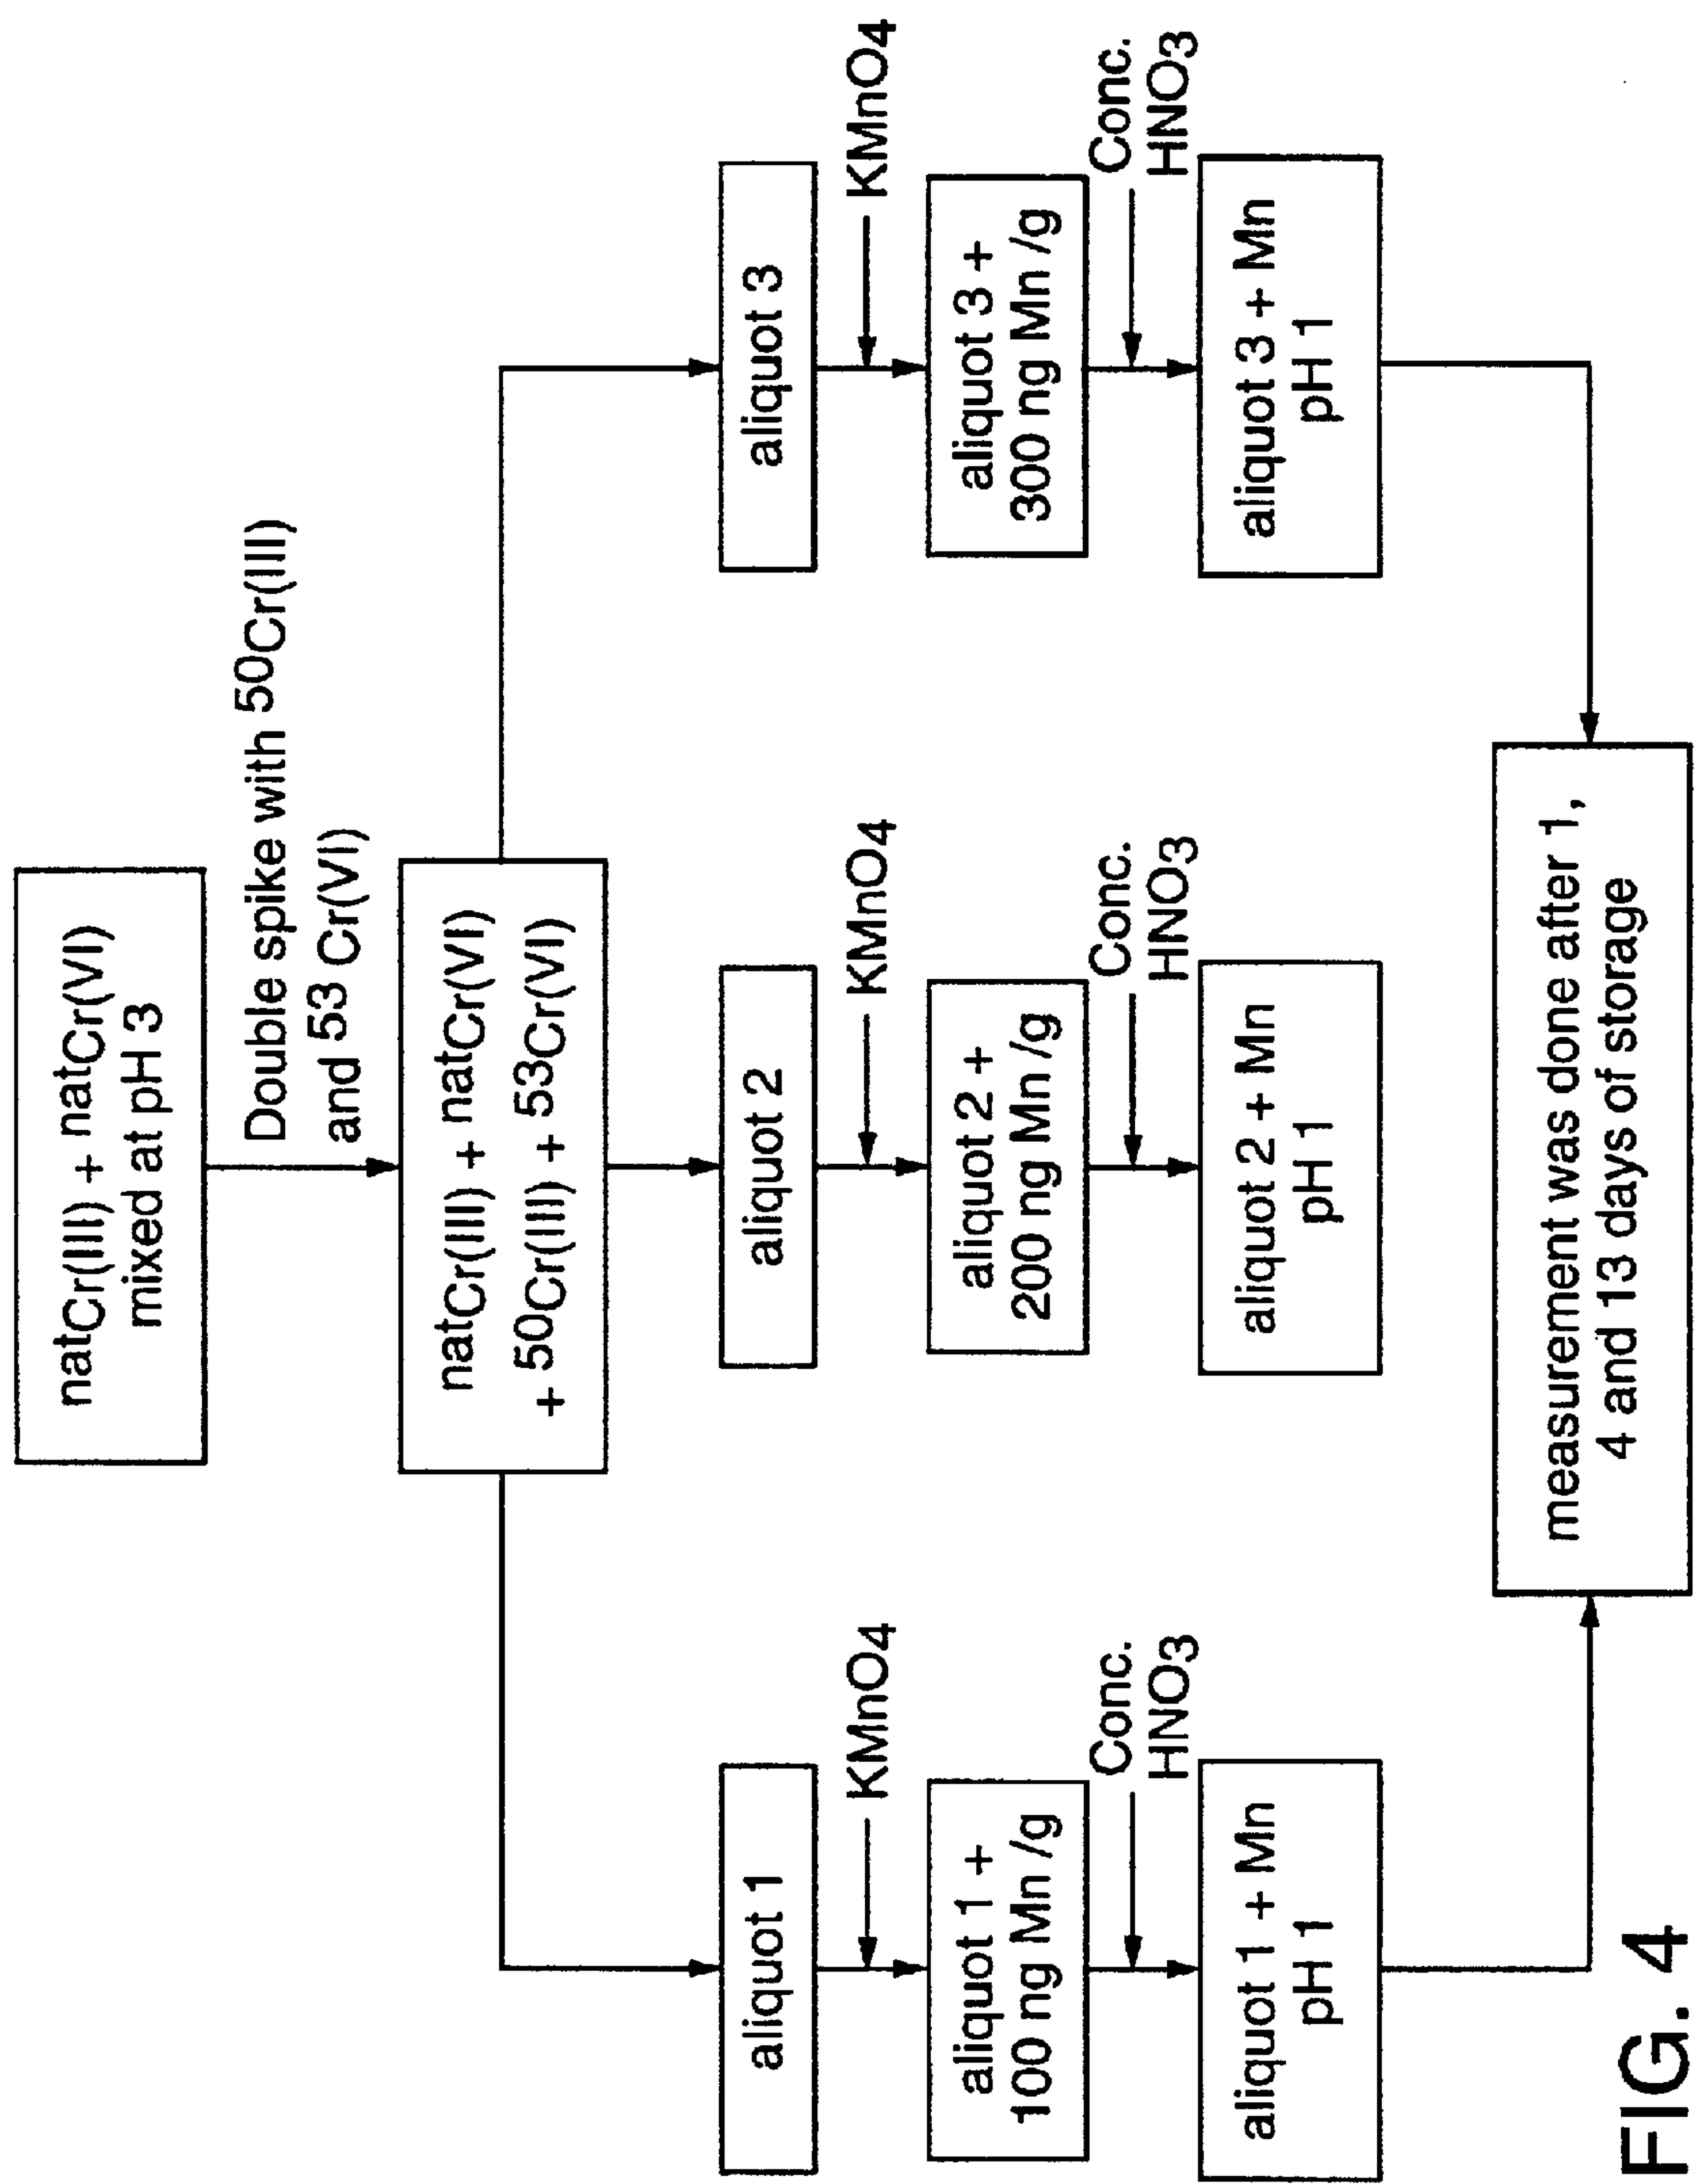 natCr(III) + natCr(VI)
mixed at pH 3
Double spike with 50Cr(III)
and 53 Cr(VI)
natCr(III) + natCr(VI)
+ 50Cr(III) + 53Cr(VI)
aliquot 1
KMnO4
aliquot 1 +
100 ng Mn /g
Conc.
HNO3
aliquot 1 + Mn
pH 1
aliquot 2
KMnO4
aliquot 2 +
200 ng Mn /g
Conc.
HNO3
aliquot 2 + Mn
pH 1
aliquot 3
KMnO4
aliquot 3 +
300 ng Mn /g
Conc.
HNO3
aliquot 3 + Mn
pH 1
measurement was done after 1,
4 and 13 days of storage
FIG. 4